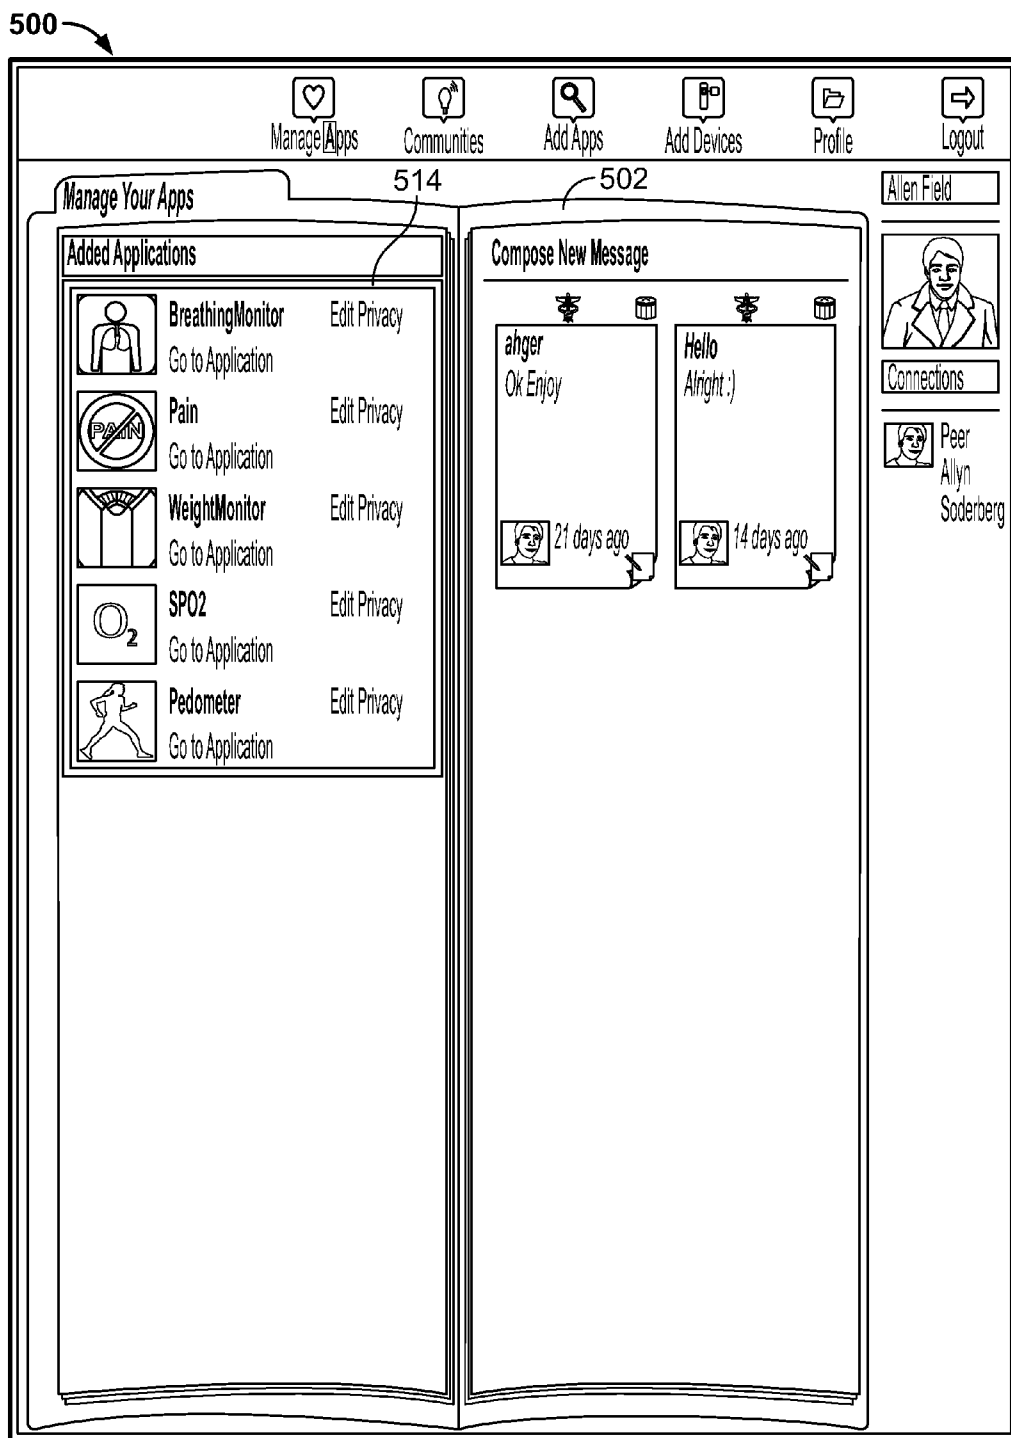 500
Manage Apps
Communities
Add Apps
Add Devices
Profile
Logout
Manage Your Apps
514
502
Allen Field
Added Applications
Compose New Message
BreathingMonitor
Edit Privacy
Go to Application
PAIN
Pain
Edit Privacy
Go to Application
WeightMonitor
Edit Privacy
Go to Application
O2
SPO2
Edit Privacy
Go to Application
Pedometer
Edit Privacy
Go to Application
ahger
Ok Enjoy
21 days ago
Hello
Alright :)
14 days ago
Connections
Peer
Allyn
Soderberg